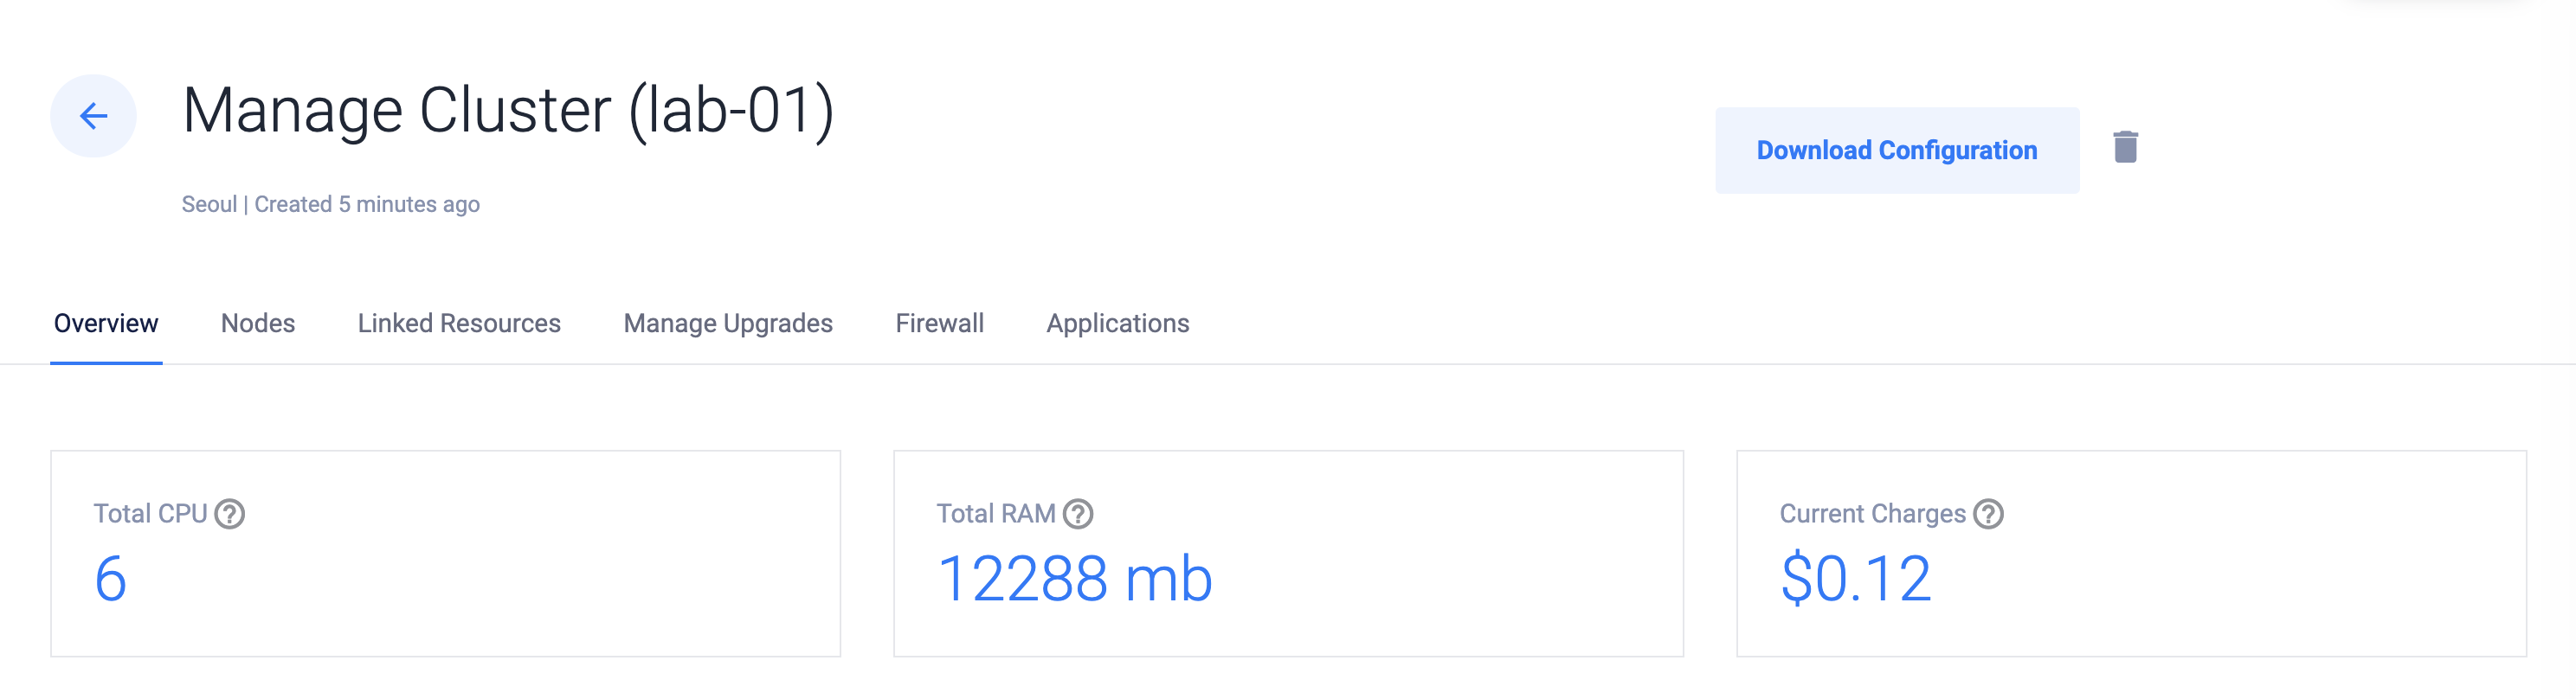 Manage Cluster (lab-01)
Download Configuration
Seoul | Created 5 minutes ago
Overview Nodes Linked Resources Manage Upgrades Firewall Applications
Total CPU ?
6
Total RAM ?
12288 mb
Current Charges ?
$0.12